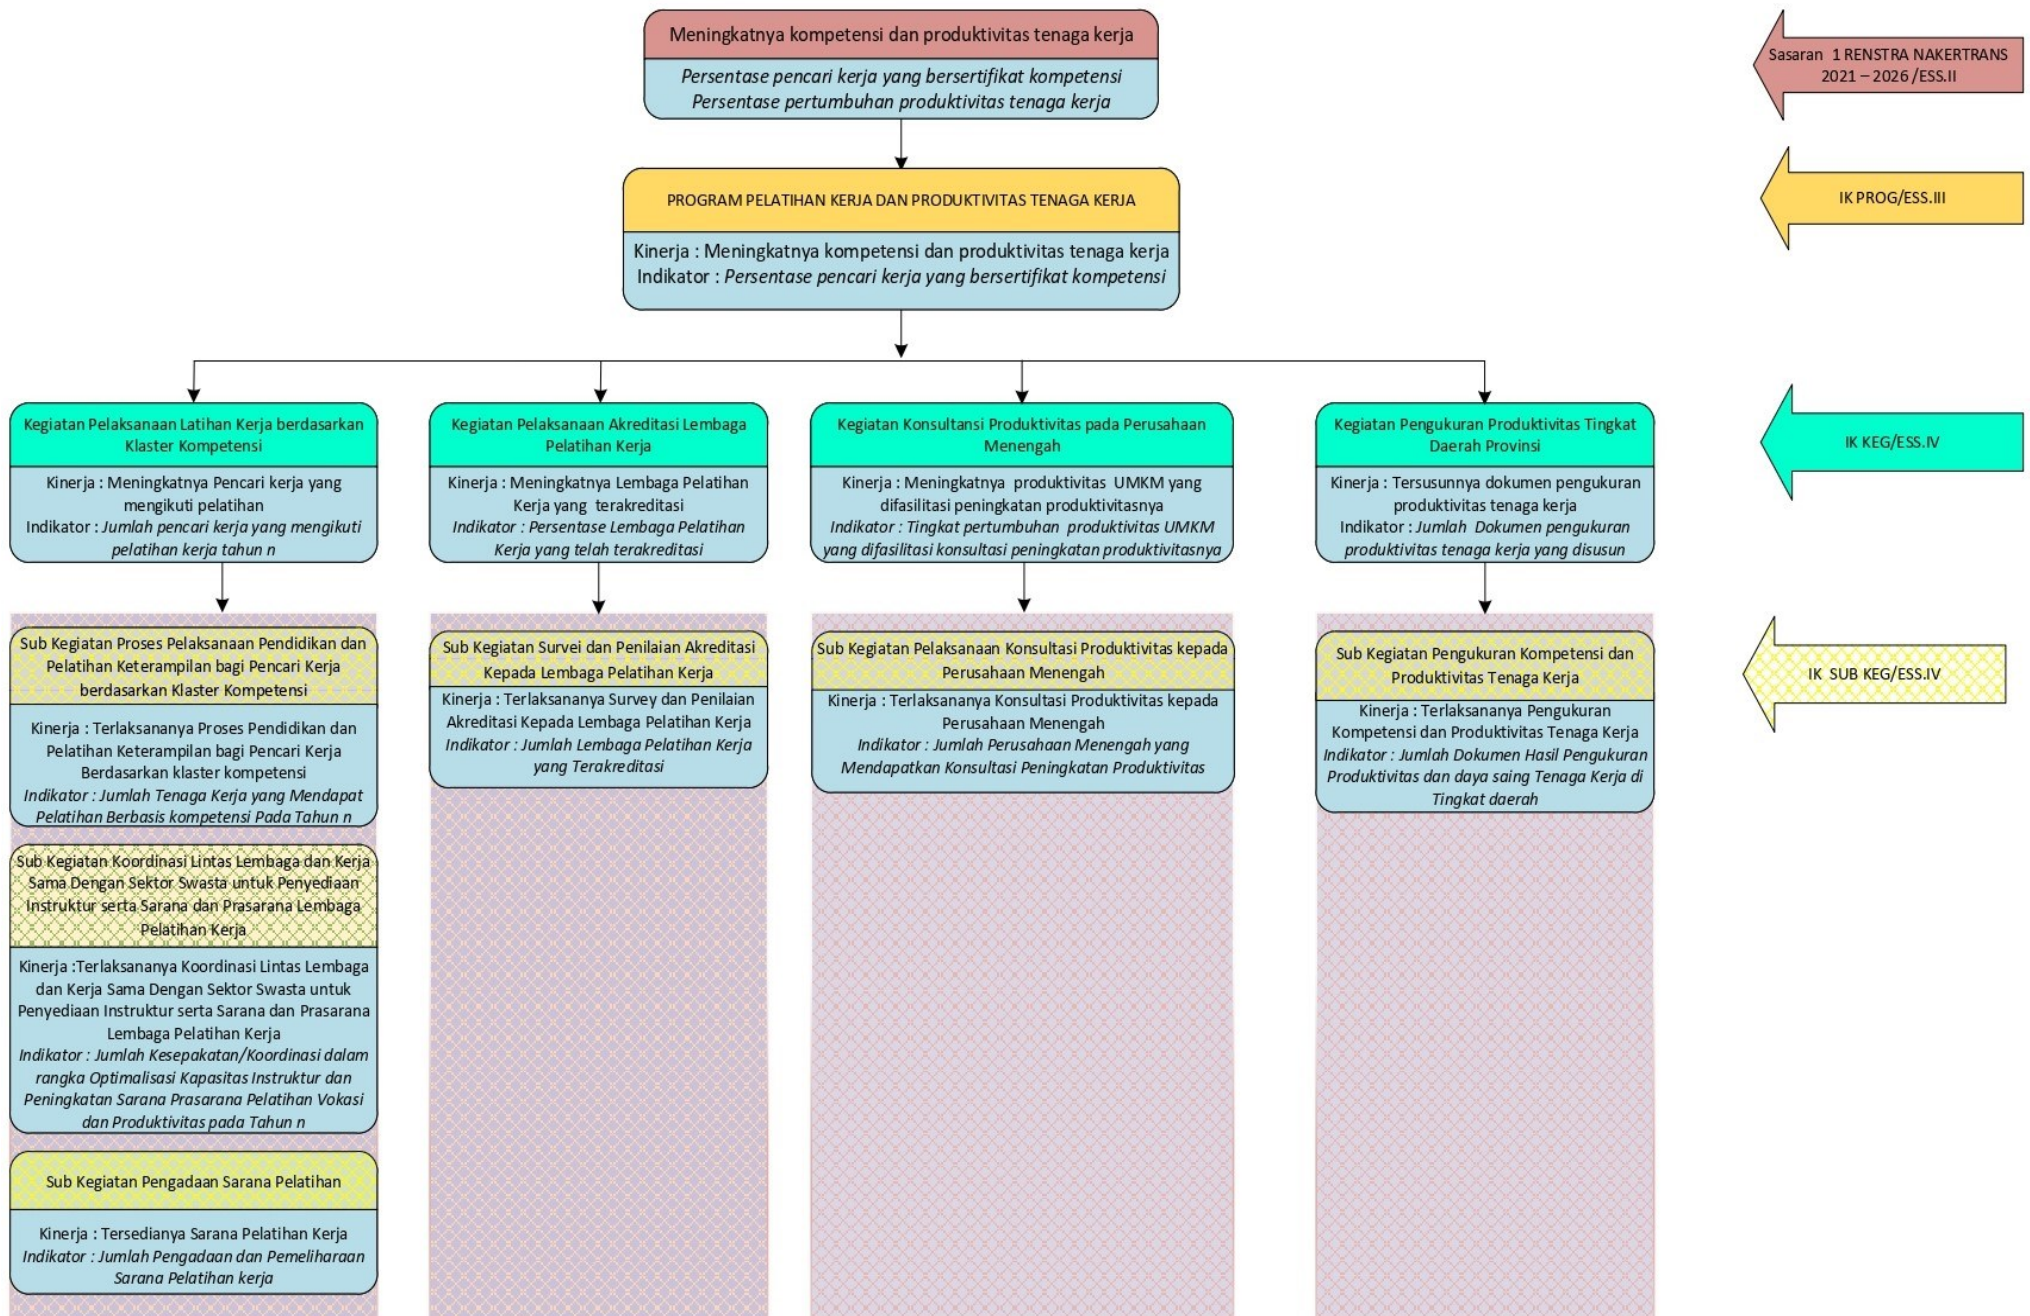 Meningkatnya kompetensi dan produktivitas tenaga kerja
Persentase pencari kerja yang bersertifikat kompetensi
Persentase pertumbuhan produktivitas tenaga kerja
Sasaran 1 RENSTRA NAKERTRANS
2021 – 2026 /ESS.II
PROGRAM PELATIHAN KERJA DAN PRODUKTIVITAS TENAGA KERJA
Kinerja : Meningkatnya kompetensi dan produktivitas tenaga kerja
Indikator : Persentase pencari kerja yang bersertifikat kompetensi
IK PROG/ESS.III
Kegiatan Pelaksanaan Latihan Kerja berdasarkan
Klaster Kompetensi
Kinerja : Meningkatnya Pencari kerja yang
mengikuti pelatihan
Indikator : Jumlah pencari kerja yang mengikuti
pelatihan kerja tahun n
Kegiatan Pelaksanaan Akreditasi Lembaga
Pelatihan Kerja
Kinerja : Meningkatnya Lembaga Pelatihan
Kerja yang terakreditasi
Indikator : Persentase Lembaga Pelatihan
Kerja yang telah terakreditasi
Kegiatan Konsultansi Produktivitas pada Perusahaan
Menengah
Kinerja : Meningkatnya produktivitas UMKM yang
difasilitasi peningkatan produktivitasnya
Indikator : Tingkat pertumbuhan produktivitas UMKM
yang difasilitasi konsultasi peningkatan produktivitasnya
Kegiatan Pengukuran Produktivitas Tingkat
Daerah Provinsi
Kinerja : Tersusunnya dokumen pengukuran
produktivitas tenaga kerja
Indikator : Jumlah Dokumen pengukuran
produktivitas tenaga kerja yang disusun
IK KEG/ESS.IV
Sub Kegiatan Proses Pelaksanaan Pendidikan dan
Pelatihan Keterampilan bagi Pencari Kerja
berdasarkan Klaster Kompetensi
Kinerja : Terlaksananya Proses Pendidikan dan
Pelatihan Keterampilan bagi Pencari Kerja
Berdasarkan klaster kompetensi
Indikator : Jumlah Tenaga Kerja yang Mendapat
Pelatihan Berbasis kompetensi Pada Tahun n
Sub Kegiatan Survei dan Penilaian Akreditasi
Kepada Lembaga Pelatihan Kerja
Kinerja : Terlaksananya Survey dan Penilaian
Akreditasi Kepada Lembaga Pelatihan Kerja
Indikator : Jumlah Lembaga Pelatihan Kerja
yang Terakreditasi
Sub Kegiatan Pelaksanaan Konsultasi Produktivitas kepada
Perusahaan Menengah
Kinerja : Terlaksananya Konsultasi Produktivitas kepada
Perusahaan Menengah
Indikator : Jumlah Perusahaan Menengah yang
Mendapatkan Konsultasi Peningkatan Produktivitas
Sub Kegiatan Pengukuran Kompetensi dan
Produktivitas Tenaga Kerja
Kinerja : Terlaksananya Pengukuran
Kompetensi dan Produktivitas Tenaga Kerja
Indikator : Jumlah Dokumen Hasil Pengukuran
Produktivitas dan daya saing Tenaga Kerja di
Tingkat daerah
IK SUB KEG/ESS.IV
Sub Kegiatan Koordinasi Lintas Lembaga dan Kerja
Sama Dengan Sektor Swasta untuk Penyediaan
Instruktur serta Sarana dan Prasarana Lembaga
Pelatihan Kerja
Kinerja :Terlaksananya Koordinasi Lintas Lembaga
dan Kerja Sama Dengan Sektor Swasta untuk
Penyediaan Instruktur serta Sarana dan Prasarana
Lembaga Pelatihan Kerja
Indikator : Jumlah Kesepakatan/Koordinasi dalam
rangka Optimalisasi Kapasitas Instruktur dan
Peningkatan Sarana Prasarana Pelatihan Vokasi
dan Produktivitas pada Tahun n
Sub Kegiatan Pengadaan Sarana Pelatihan
Kinerja : Tersedianya Sarana Pelatihan Kerja
Indikator : Jumlah Pengadaan dan Pemeliharaan
Sarana Pelatihan kerja